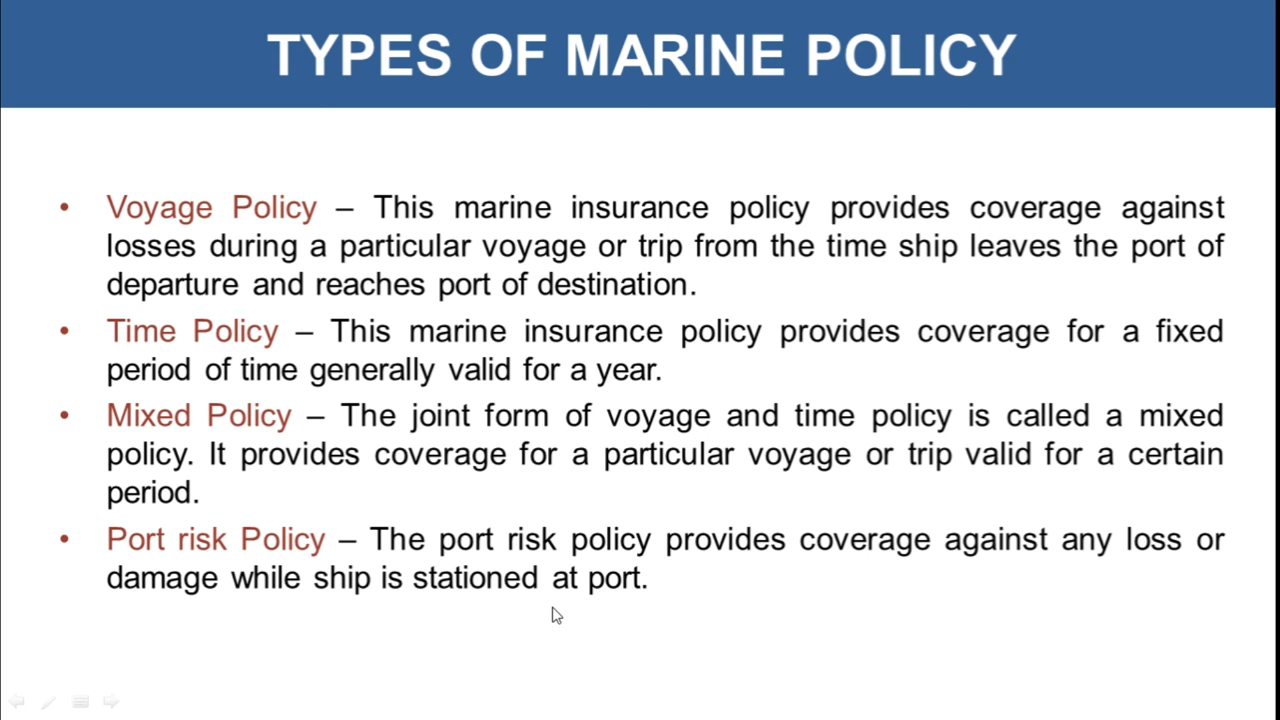 TYPES OF MARINE POLICY
• Voyage Policy – This marine insurance policy provides coverage against
losses during a particular voyage or trip from the time ship leaves the port of
departure and reaches port of destination.
• Time Policy – This marine insurance policy provides coverage for a fixed
period of time generally valid for a year.
• Mixed Policy – The joint form of voyage and time policy is called a mixed
policy. It provides coverage for a particular voyage or trip valid for a certain
period.
• Port risk Policy – The port risk policy provides coverage against any loss or
damage while ship is stationed at port.